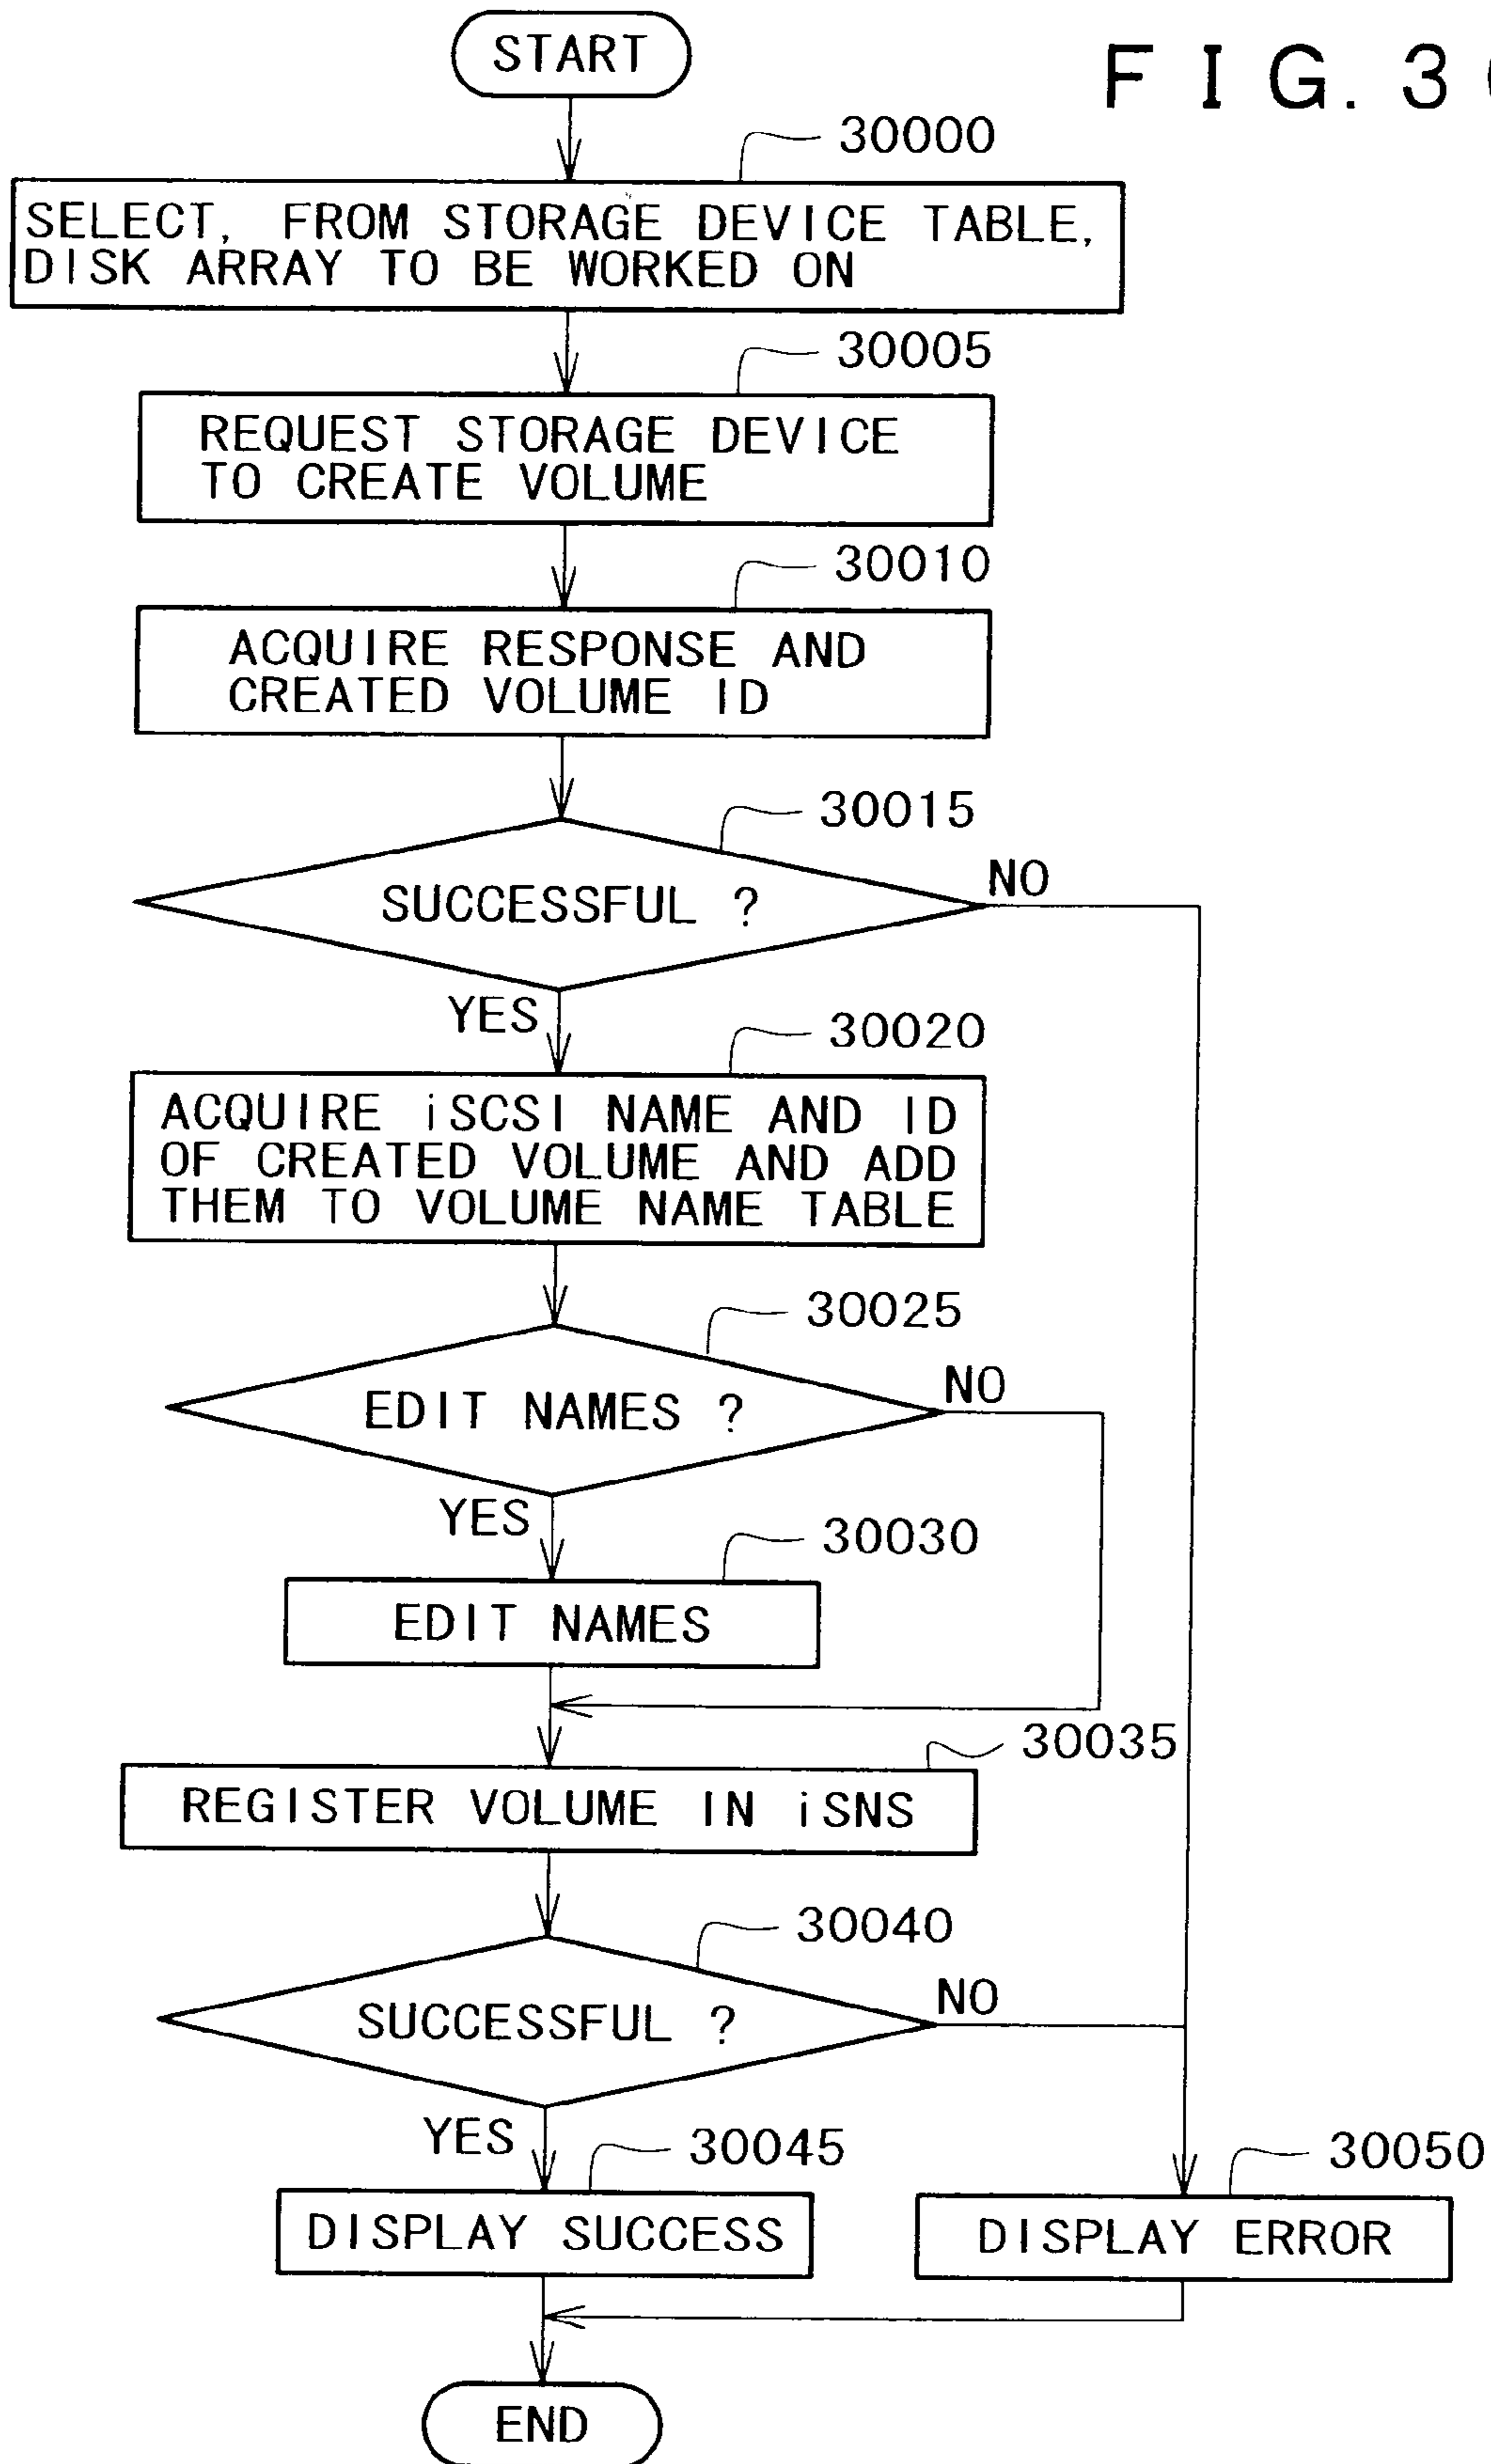 START
FIG. 3
30000
SELECT, FROM STORAGE DEVICE TABLE,
DISK ARRAY TO BE WORKED ON
30005
REQUEST STORAGE DEVICE
TO CREATE VOLUME
30010
ACQUIRE RESPONSE AND
CREATED VOLUME ID
30015
SUCCESSFUL ?
NO
YES
30020
ACQUIRE iSCSI NAME AND ID
OF CREATED VOLUME AND ADD
THEM TO VOLUME NAME TABLE
30025
EDIT NAMES ?
NO
YES
30030
EDIT NAMES
30035
REGISTER VOLUME IN iSNS
30040
SUCCESSFUL ?
NO
YES
30045
DISPLAY SUCCESS
30050
DISPLAY ERROR
END